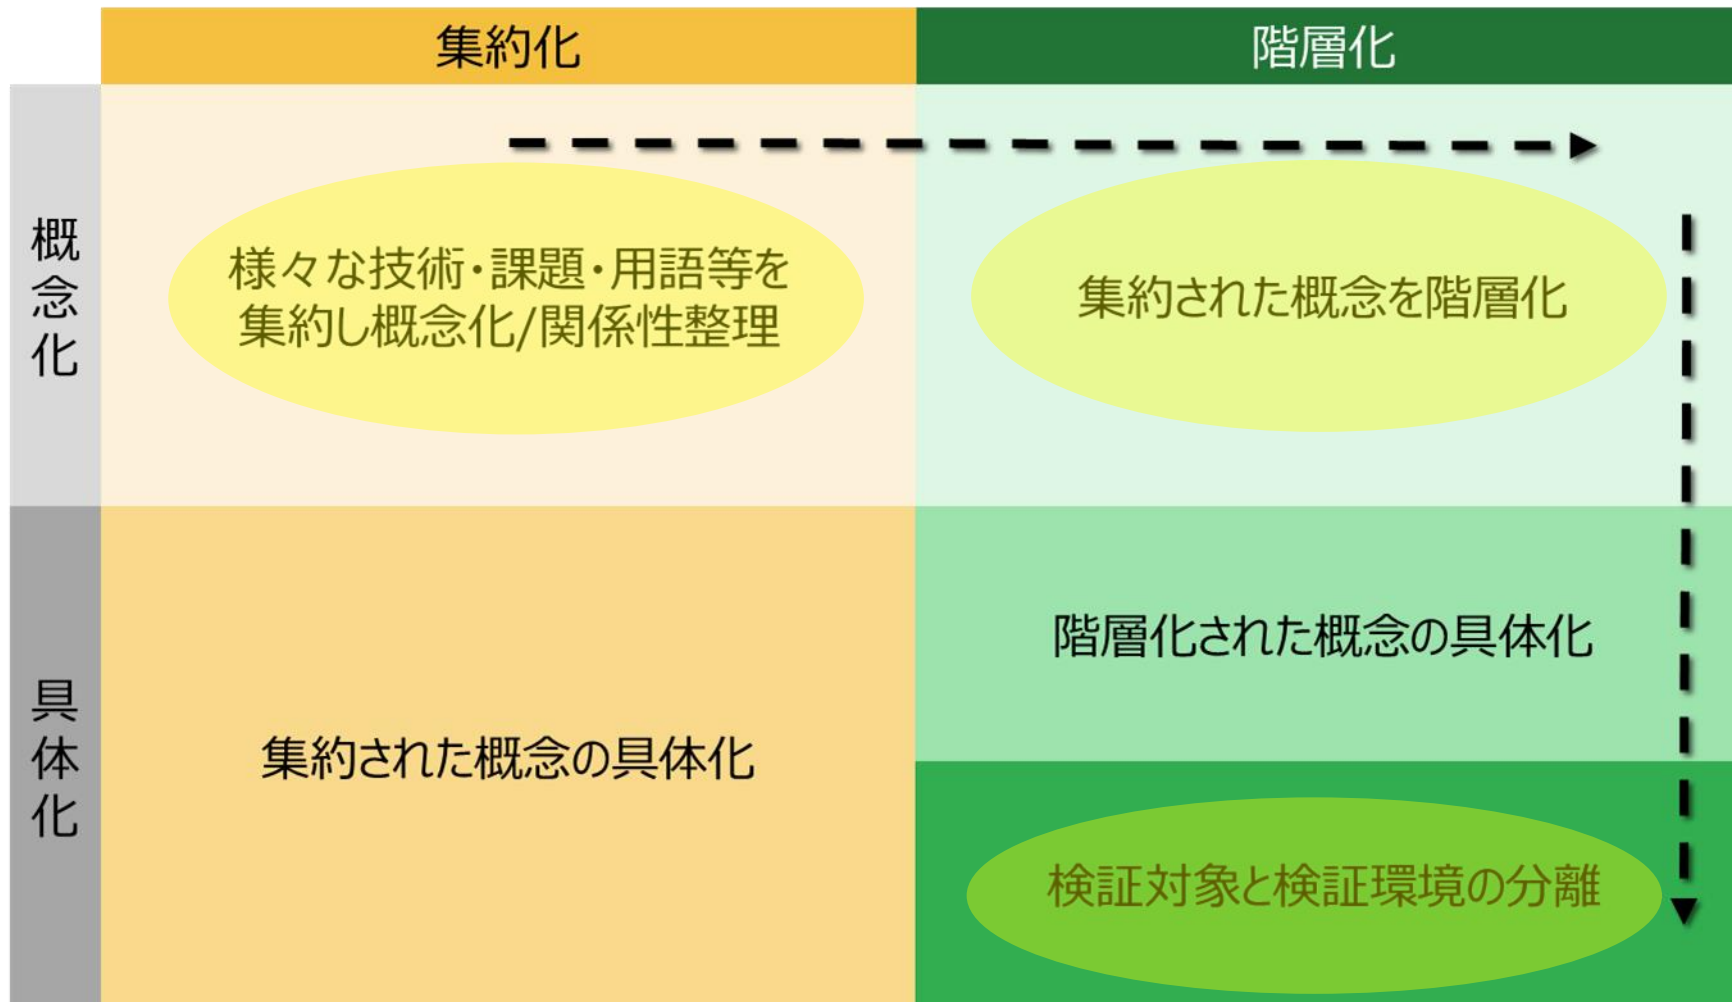 集約化
階層化
概念化
様々な技術・課題・用語等を
集約し概念化/関係性整理
集約された概念を階層化
具体化
集約された概念の具体化
階層化された概念の具体化
検証対象と検証環境の分離